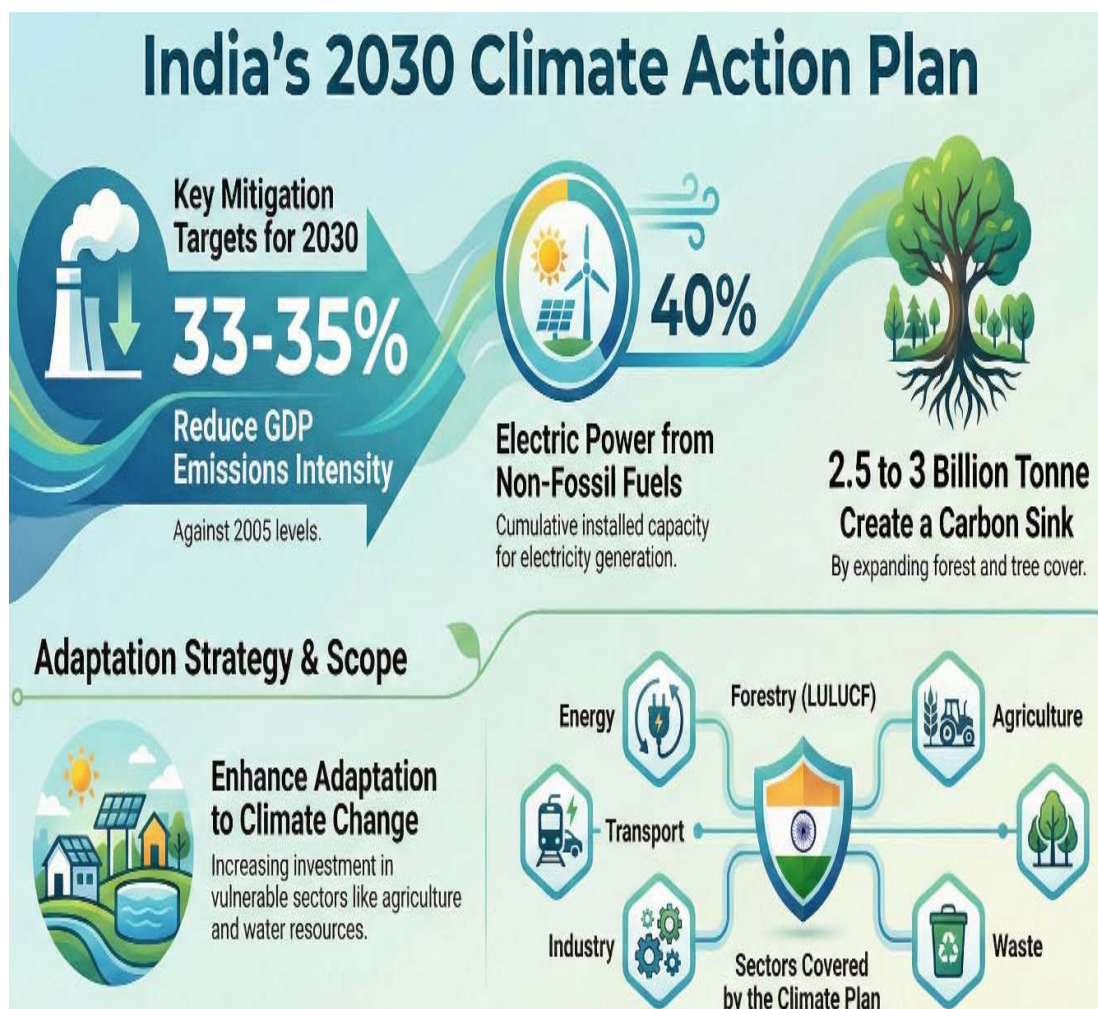 India's 2030 Climate Action Plan
Key Mitigation
Targets for 2030
33-35%
Reduce GDP
Emissions Intensity
Against 2005 levels.
40%
Electric Power from
Non-Fossil Fuels
Cumulative installed capacity
for electricity generation.
2.5 to 3 Billion Tonne
Create a Carbon Sink
By expanding forest and tree cover.
Adaptation Strategy & Scope
Enhance Adaptation
to Climate Change
Increasing investment in
vulnerable sectors like agriculture
and water resources.
Energy
Forestry (LULUCF)
Agriculture
Transport
Industry
Waste
Sectors Covered
by the Climate Plan